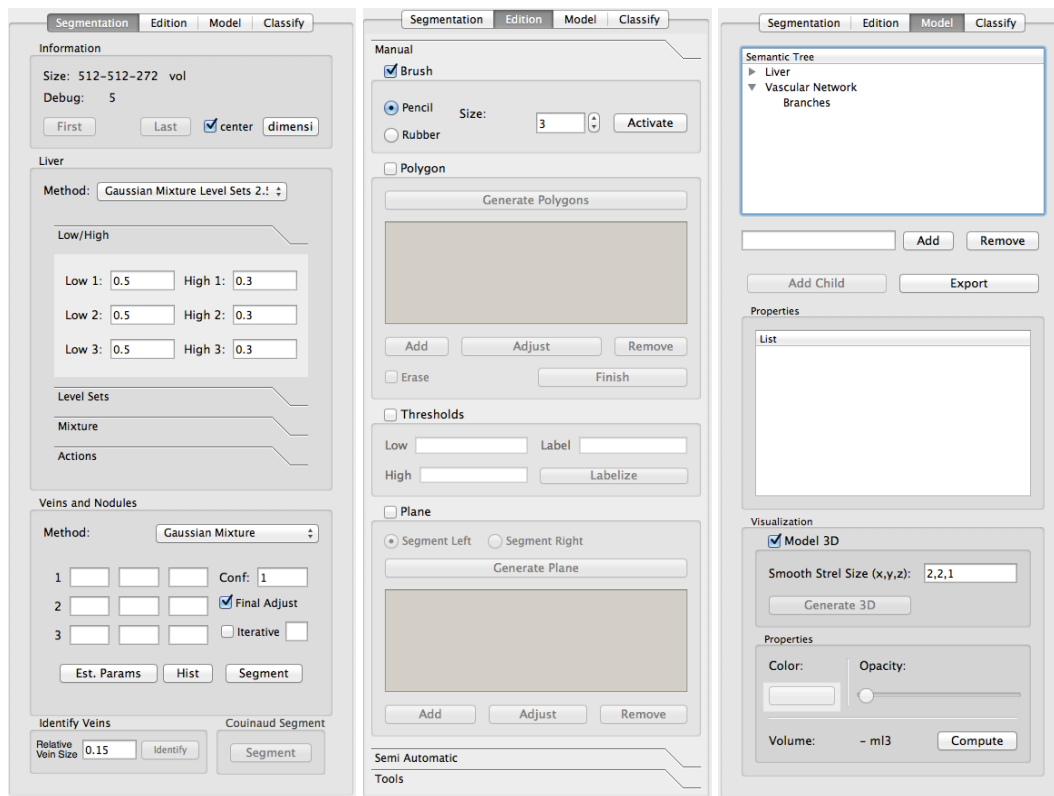 Segmentation Edition Model Classify
Information
Size: 512-512-272 vol
Debug: 5
First Last center dimensi
Liver
Method: Gaussian Mixture Level Sets 2.!
Low/High
Low 1: 0.5 High 1: 0.3
Low 2: 0.5 High 2: 0.3
Low 3: 0.5 High 3: 0.3
Level Sets
Mixture
Actions
Veins and Nodules
Method: Gaussian Mixture
1 Conf: 1
2 Final Adjust
3 Iterative
Est. Params Hist Segment
Identify Veins Couinaud Segment
Relative
Vein Size 0.15 Identify Segment
Segmentation Edition Model Classify
Manual
Brush
Pencil Size: 3 Activate
Rubber
Polygon
Generate Polygons
Add Adjust Remove
Erase Finish
Thresholds
Low Label
High Labelize
Plane
Segment Left Segment Right
Generate Plane
Add Adjust Remove
Semi Automatic
Tools
Segmentation Edition Model Classify
Semantic Tree
Liver
Vascular Network
Branches
Add Remove
Add Child Export
Properties
List
Visualization
Model 3D
Smooth Strel Size (x,y,z): 2,2,1
Generate 3D
Properties
Color: Opacity:
Volume: - ml3 Compute